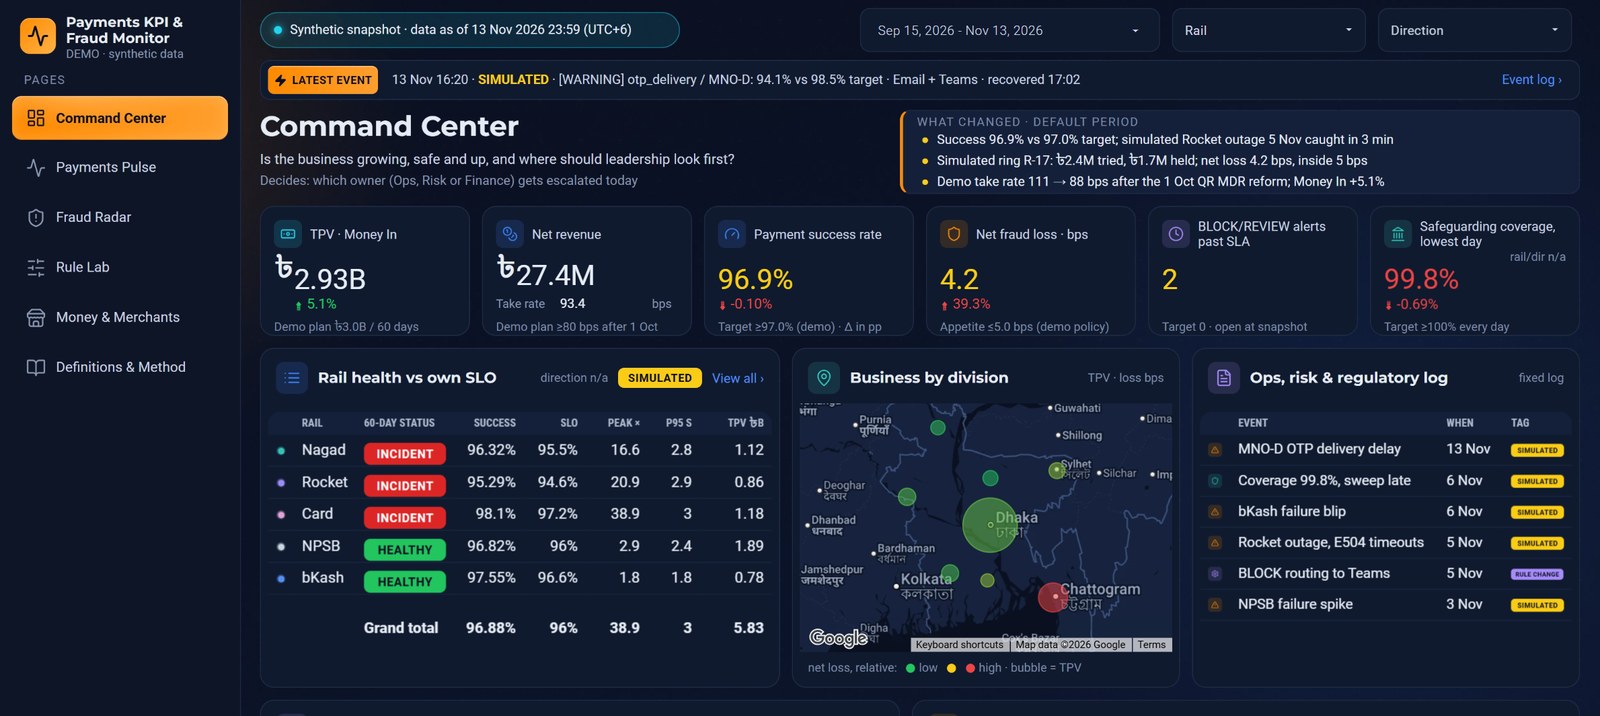 Payments KPI &
Fraud Monitor
DEMO · synthetic data
PAGES
Command Center
Payments Pulse
Fraud Radar
Rule Lab
Money & Merchants
Definitions & Method
Synthetic snapshot · data as of 13 Nov 2026 23:59 (UTC+6)
Sep 15, 2026 - Nov 13, 2026
Rail
Direction
LATEST EVENT
13 Nov 16:20 · SIMULATED · [WARNING] otp_delivery / MNO-D: 94.1% vs 98.5% target · Email + Teams · recovered 17:02
Event log ›
Command Center
Is the business growing, safe and up, and where should leadership look first?
Decides: which owner (Ops, Risk or Finance) gets escalated today
WHAT CHANGED · DEFAULT PERIOD
Success 96.9% vs 97.0% target; simulated Rocket outage 5 Nov caught in 3 min
Simulated ring R-17: ৳2.4M tried, ৳1.7M held; net loss 4.2 bps, inside 5 bps
Demo take rate 111 → 88 bps after the 1 Oct QR MDR reform; Money In +5.1%
TPV · Money In
৳2.93B
5.1%
Demo plan ৳3.0B / 60 days
Net revenue
৳27.4M
Take rate 93.4 bps
Demo plan ≥80 bps after 1 Oct
Payment success rate
96.9%
-0.10%
Target ≥97.0% (demo) · Δ in pp
Net fraud loss · bps
4.2
39.3%
Appetite ≤5.0 bps (demo policy)
BLOCK/REVIEW alerts
past SLA
2
Target 0 · open at snapshot
Safeguarding coverage,
lowest day
rail/dir n/a
99.8%
-0.69%
Target ≥100% every day
Rail health vs own SLO
direction n/a
SIMULATED
View all ›
RAIL 60-DAY STATUS SUCCESS SLO PEAK × P95 S TPV ৳B
Nagad INCIDENT 96.32% 95.5% 16.6 2.8 1.12
Rocket INCIDENT 95.29% 94.6% 20.9 2.9 0.86
Card INCIDENT 98.1% 97.2% 38.9 3 1.18
NPSB HEALTHY 96.82% 96% 2.9 2.4 1.89
bKash HEALTHY 97.55% 96.6% 1.8 1.8 0.78
Grand total 96.88% 96% 38.9 3 5.83
Business by division
TPV · loss bps
Guwahati
Purnia
पूर्णियाँ
Dima
Shillong
Sylhet
সিলেট
Silchar
Imp
Deoghar
देवघर
Dhaka
ঢাকা
Dhanbad
धनबाद
Bardhaman
বর্ধমান
Jamshedpur
जमशेदपुर
Kolkata
কলকাতা
Chattogram
চট্টগ্রাম
Digha
Cox's Bazar
Google
Keyboard shortcuts
Map data ©2026 Google
Terms
net loss, relative: low high · bubble = TPV
Ops, risk & regulatory log
fixed log
EVENT WHEN TAG
MNO-D OTP delivery delay 13 Nov SIMULATED
Coverage 99.8%, sweep late 6 Nov SIMULATED
bKash failure blip 6 Nov SIMULATED
Rocket outage, E504 timeouts 5 Nov SIMULATED
BLOCK routing to Teams 5 Nov RULE CHANGE
NPSB failure spike 3 Nov SIMULATED